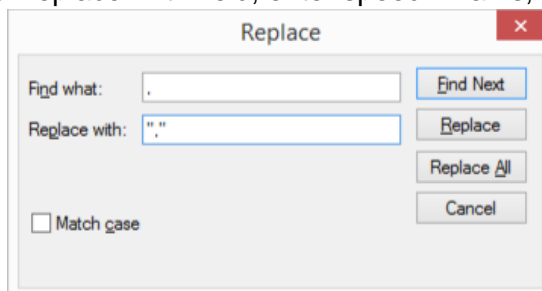 Replace
×
Find what: ,
Find Next
Replace with: ","
Replace
Replace All
Match case
Cancel